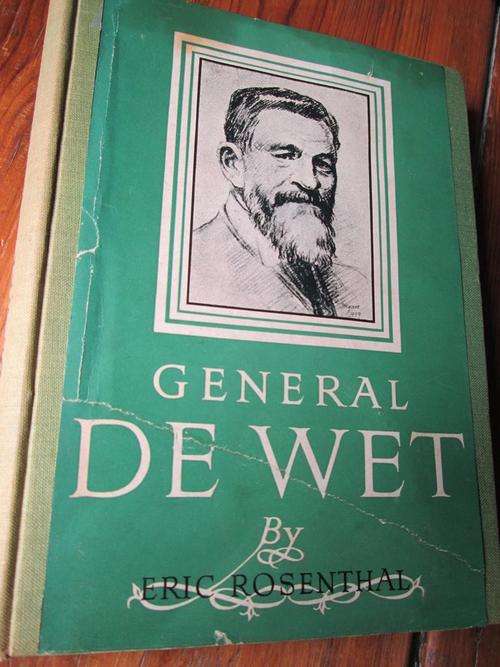 GENERAL
DE WET
By
ERIC ROSENTHAL